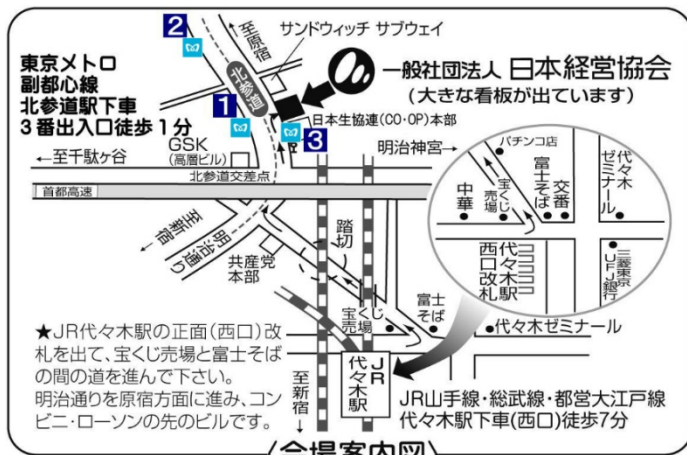 2
至原宿
サンドウィッチ サブウェイ
東京メトロ
副都心線
北参道駅下車
3番出入口徒歩1分
北参道
一般社団法人 日本経営協会
(大きな看板が出ています)
1
日本生協連(CO・OP)本部
3
GSK
(高層ビル)
←至千駄ヶ谷
明治神宮→
北参道交差点
首都高速
パチンコ店
宝くじ
売場
富士そば
交番
代々木
ゼミナール
中華
代々木駅
西口改札
三菱東京
UFJ銀行
至新宿
明治通り
共産党
本部
踏切
宝くじ
売場
富士
そば
代々木ゼミナール
★JR代々木駅の正面(西口)改
札を出て、宝くじ売場と富士そば
の間の道を進んで下さい。
明治通りを原宿方面に進み、コン
ビニ・ローソンの先のビルです。
至新宿→
JR
代々木駅
JR山手線・総武線・都営大江戸線
代々木駅下車(西口)徒歩7分
会場案内図